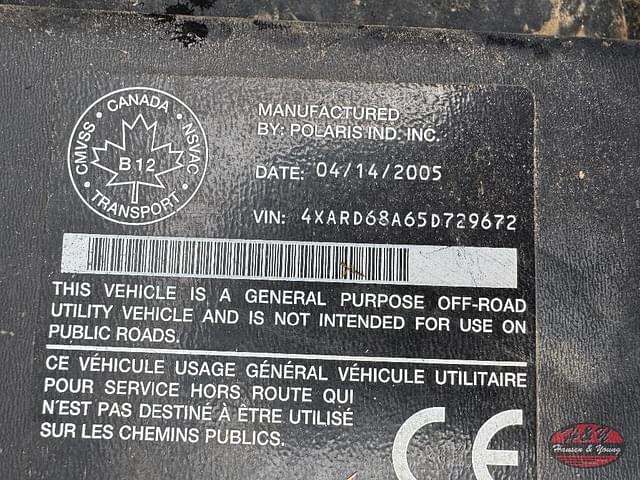 CANADA
CMVSS
NSVAC
B 12
TRANSPORT
MANUFACTURED
BY: POLARIS IND. INC.
DATE: 04/14/2005
VIN: 4XARD68A65D729672
THIS VEHICLE IS A GENERAL PURPOSE OFF-ROAD
UTILITY VEHICLE AND IS NOT INTENDED FOR USE ON
PUBLIC ROADS.
CE VÉHICULE USAGE GÉNÉRAL VÉHICULE UTILITAIRE
POUR SERVICE HORS ROUTE QUI
N'EST PAS DESTINÉ À ÊTRE UTILISÉ
SUR LES CHEMINS PUBLICS.
CE
H&Y
Hansen & Young